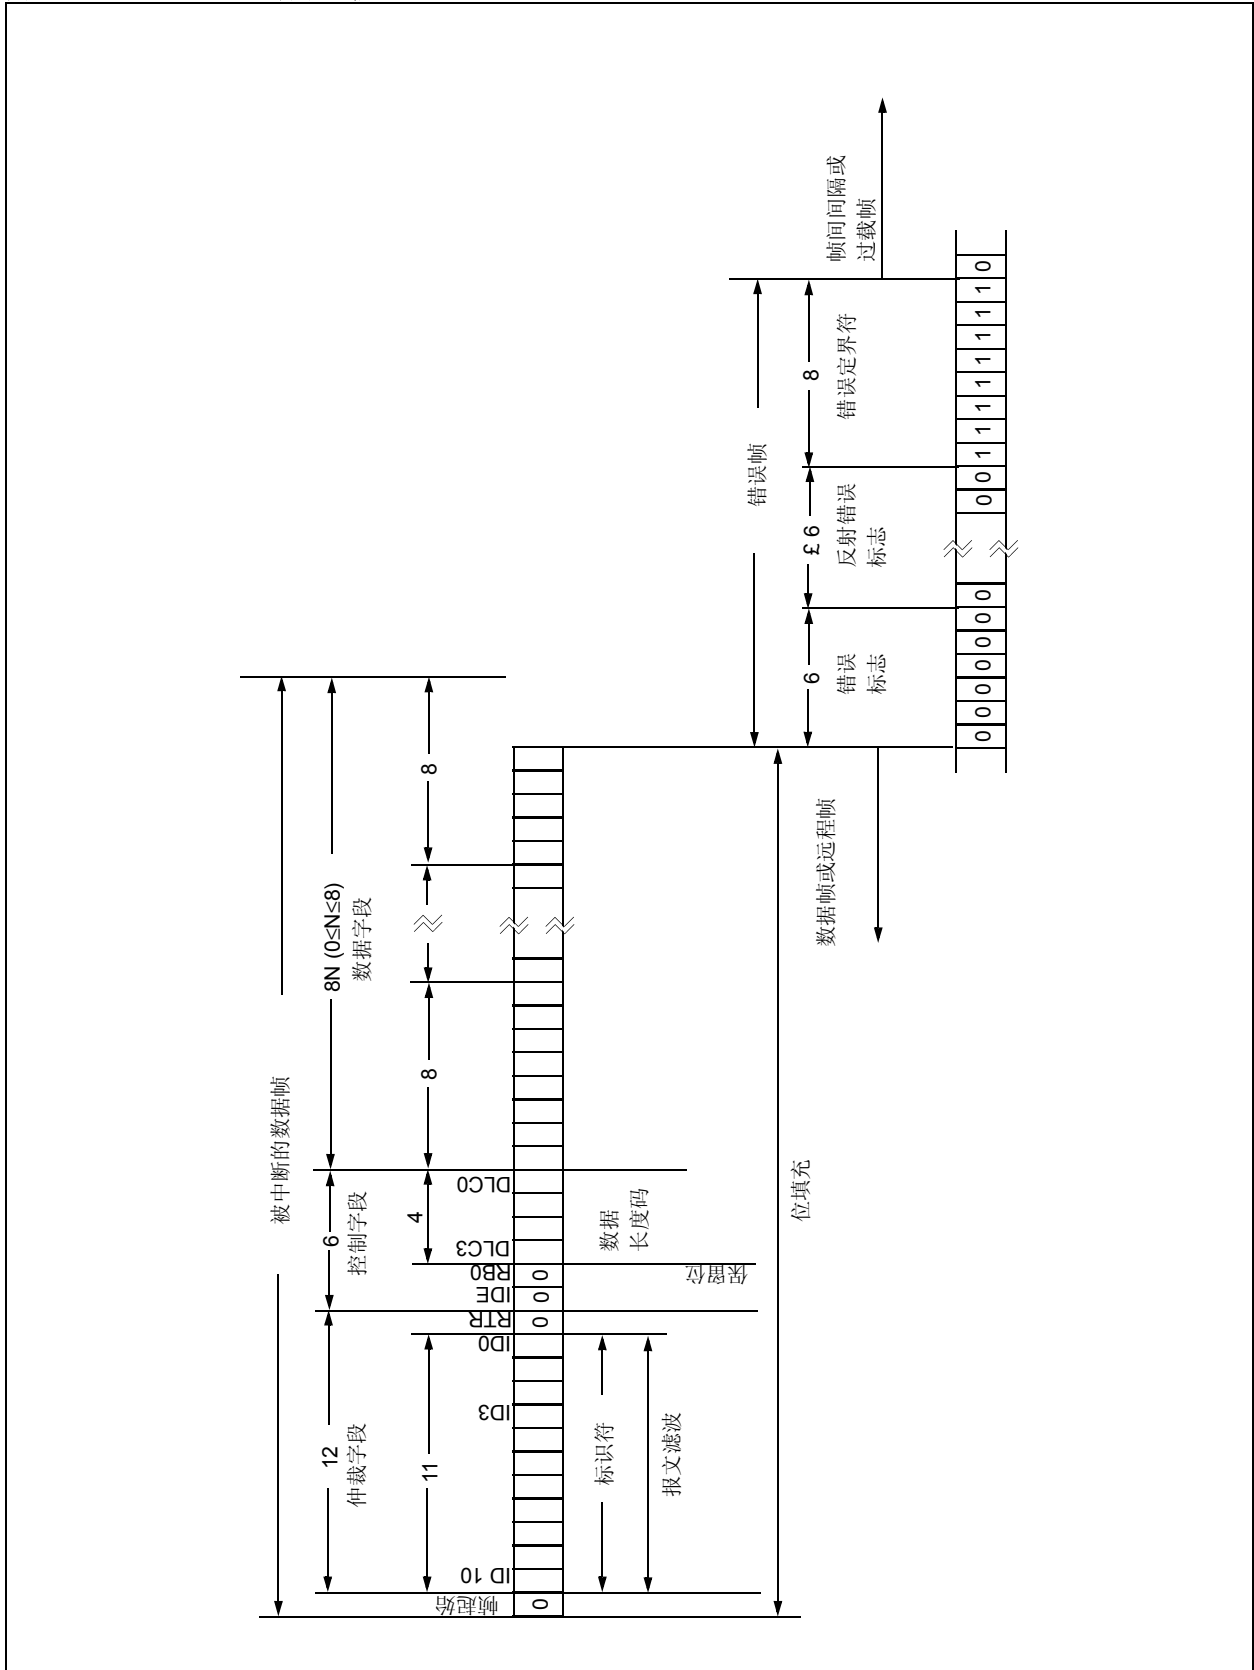 被中断的数据帧
12
仲裁字段
6
控制字段
8N (0≤N≤8)
数据字段
11
4
8
8
帧起始
ID 10
ID3
ID0
RTR
IDE
RB0
DLC3
DLC0
0
0
0
0
标识符
报文滤波
数据
长度码
保留位
位填充
数据帧或远程帧
错误帧
6
错误
标志
£ 6
反射错误
标志
8
错误定界符
帧间间隔或
过载帧
0 0 0 0 0 0 0
0 0 1 1 1 1 1 1 1 1 0